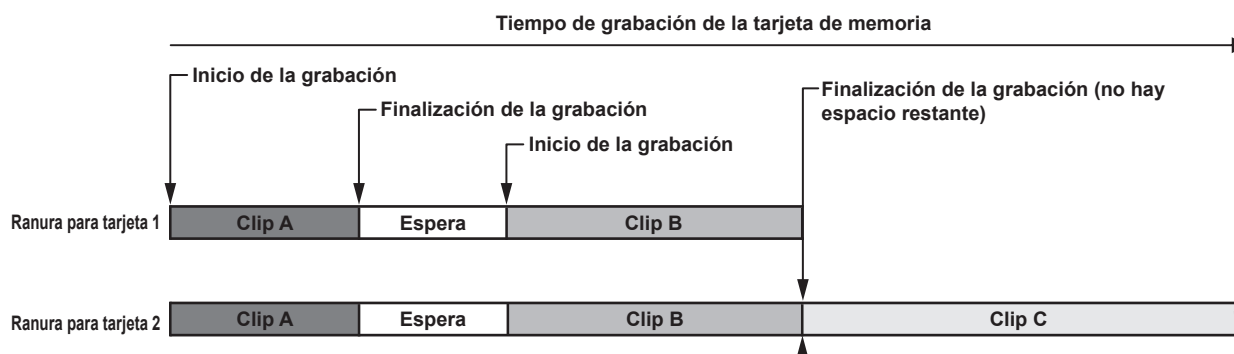 Tiempo de grabación de la tarjeta de memoria
Inicio de la grabación
Finalización de la grabación (no hay
espacio restante)
Finalización de la grabación
Inicio de la grabación
Ranura para tarjeta 1
Clip A
Espera
Clip B
Ranura para tarjeta 2
Clip A
Espera
Clip B
Clip C